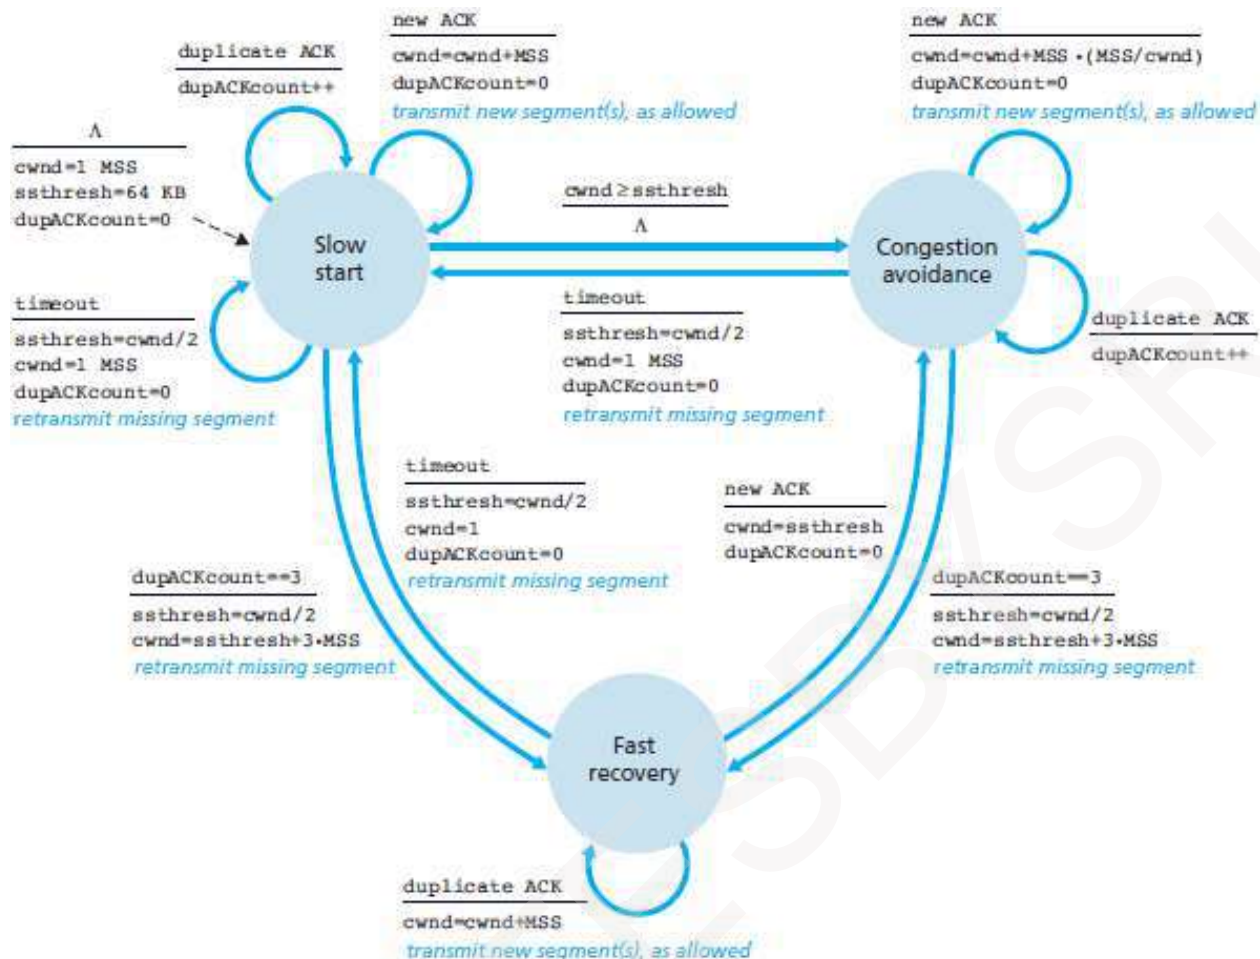 new ACK
cwnd=cwnd+MSS
dupACKcount=0
transmit new segment(s), as allowed
duplicate ACK
dupACKcount++
Λ
cwnd=1 MSS
ssthresh=64 KB
dupACKcount=0
Slow
start
timeout
ssthresh=cwnd/2
cwnd=1 MSS
dupACKcount=0
retransmit missing segment
cwnd≥ssthresh
Λ
timeout
ssthresh=cwnd/2
cwnd=1 MSS
dupACKcount=0
retransmit missing segment
new ACK
cwnd=cwnd+MSS •(MSS/cwnd)
dupACKcount=0
transmit new segment(s), as allowed
Congestion
avoidance
duplicate ACK
dupACKcount++
timeout
ssthresh=cwnd/2
cwnd=1
dupACKcount=0
retransmit missing segment
new ACK
cwnd=ssthresh
dupACKcount=0
dupACKcount==3
ssthresh=cwnd/2
cwnd=ssthresh+3•MSS
retransmit missing segment
dupACKcount==3
ssthresh=cwnd/2
cwnd=ssthresh+3•MSS
retransmit missing segment
Fast
recovery
duplicate ACK
cwnd=cwnd+MSS
transmit new segment(s), as allowed